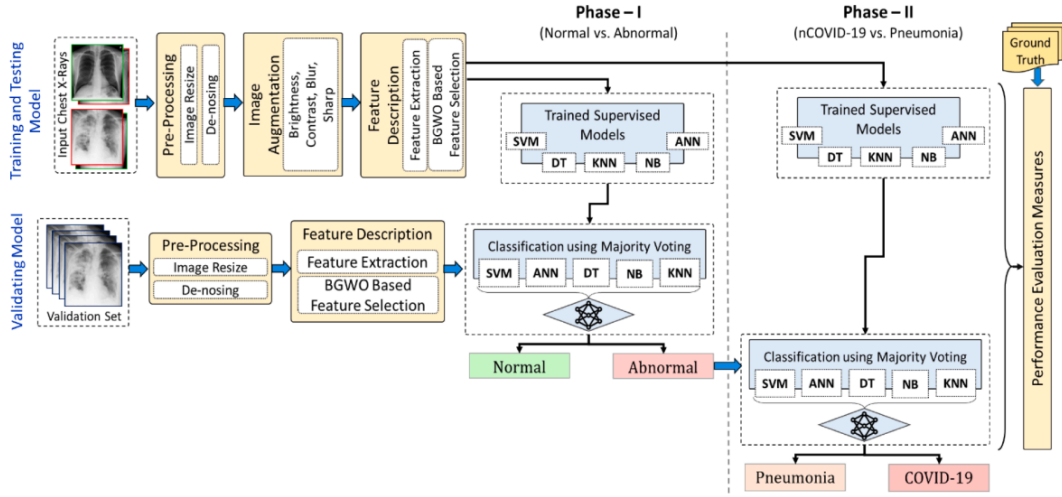 Phase – I
(Normal vs. Abnormal)
Phase – II
(nCOVID-19 vs. Pneumonia)
Training and Testing
Model
Input Chest X-Rays
Pre-Processing
Image Resize
De-nosing
Image
Augmentation
Brightness,
Contrast, Blur,
Sharp
Feature
Description
Feature Extraction
BGWO Based
Feature Selection
Trained Supervised
Models
SVM
ANN
DT
KNN
NB
Trained Supervised
Models
SVM
ANN
DT
KNN
NB
Ground
Truth
Performance Evaluation Measures
Validating Model
Validation Set
Pre-Processing
Image Resize
De-nosing
Feature Description
Feature Extraction
BGWO Based
Feature Selection
Classification using Majority Voting
SVM
ANN
DT
NB
KNN
Normal
Abnormal
Classification using Majority Voting
SVM
ANN
DT
NB
KNN
Pneumonia
COVID-19